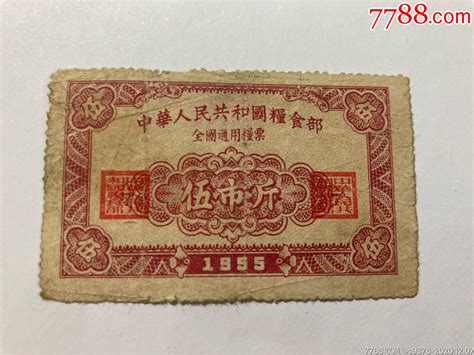 7788.com
中華人民共和國糧食部
全國通用糧票
伍 伍
伍市斤
伍 伍
1955